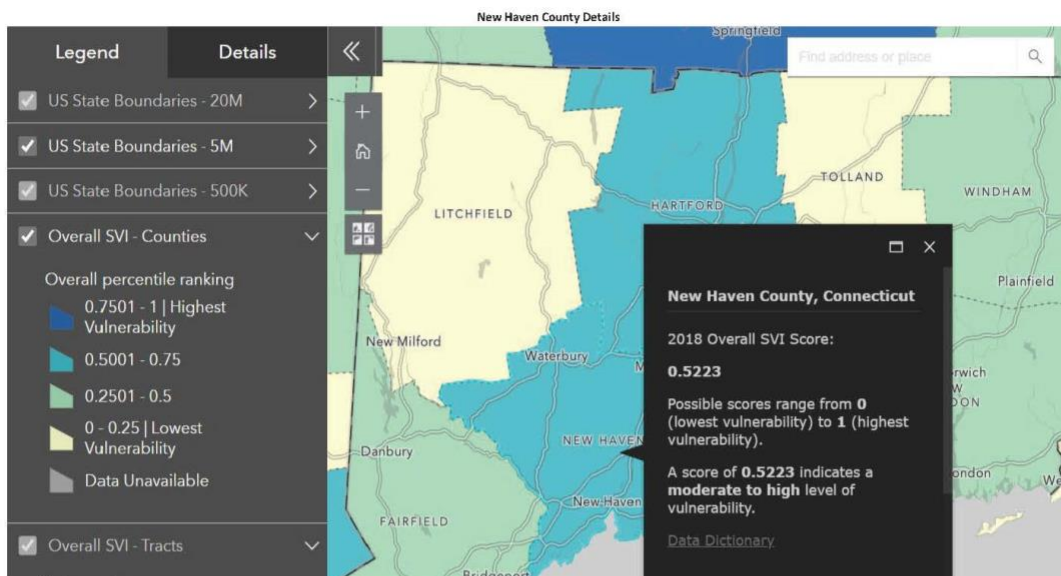 New Haven County Details
Legend
Details
US State Boundaries - 20M
US State Boundaries - 5M
US State Boundaries - 500K
Overall SVI - Counties
Overall percentile ranking
0.7501 - 1 | Highest
Vulnerability
0.5001 - 0.75
0.2501 - 0.5
0 - 0.25 | Lowest
Vulnerability
Data Unavailable
Overall SVI - Tracts
Springfield
Find address or place
TOLLAND
WINDHAM
LITCHFIELD
HARTFORD
Plainfield
New Milford
Waterbury
M
NEW HAVEN
Danbury
New Haven
FAIRFIELD
Bridgeport
New Haven County, Connecticut
2018 Overall SVI Score:
0.5223
Possible scores range from 0
(lowest vulnerability) to 1 (highest
vulnerability).
A score of 0.5223 indicates a
moderate to high level of
vulnerability.
Data Dictionary
rwich
W
DON
ondon
We